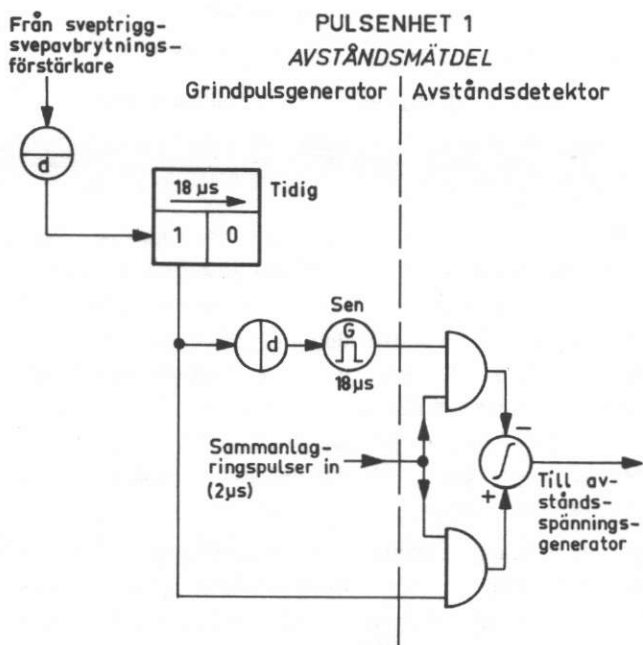 Från sveptrigg-
svepavbrytnings-
förstärkare
PULSENHET 1
AVSTÅNDSMÄTDEL
Grindpulsgenerator
Avståndsdetektor
d
18 µs
Tidig
1
0
Sen
d
G
18µs
Sammanlag-
ringspulser in
(2µs)
−
+
Till av-
stånds-
spännings-
generator